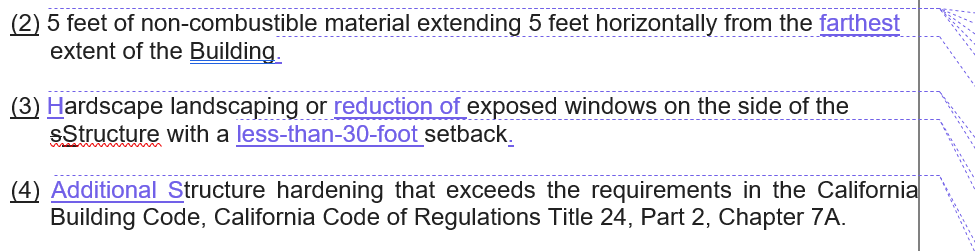 (2) 5 feet of non-combustible material extending 5 feet horizontally from the farthest
extent of the Building.
(3) Hardscape landscaping or reduction of exposed windows on the side of the
sStructure with a less-than-30-foot setback.
(4) Additional Structure hardening that exceeds the requirements in the California
Building Code, California Code of Regulations Title 24, Part 2, Chapter 7A.